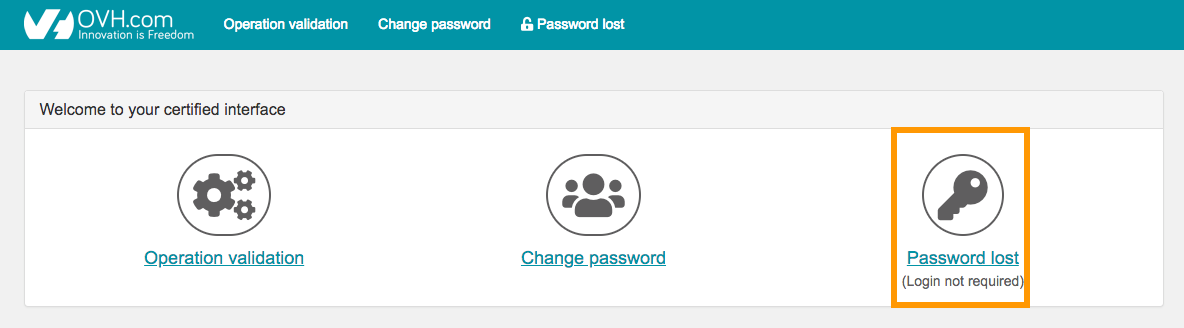 OVH.com
Innovation is Freedom
Operation validation Change password Password lost
Welcome to your certified interface
Operation validation Change password Password lost
(Login not required)